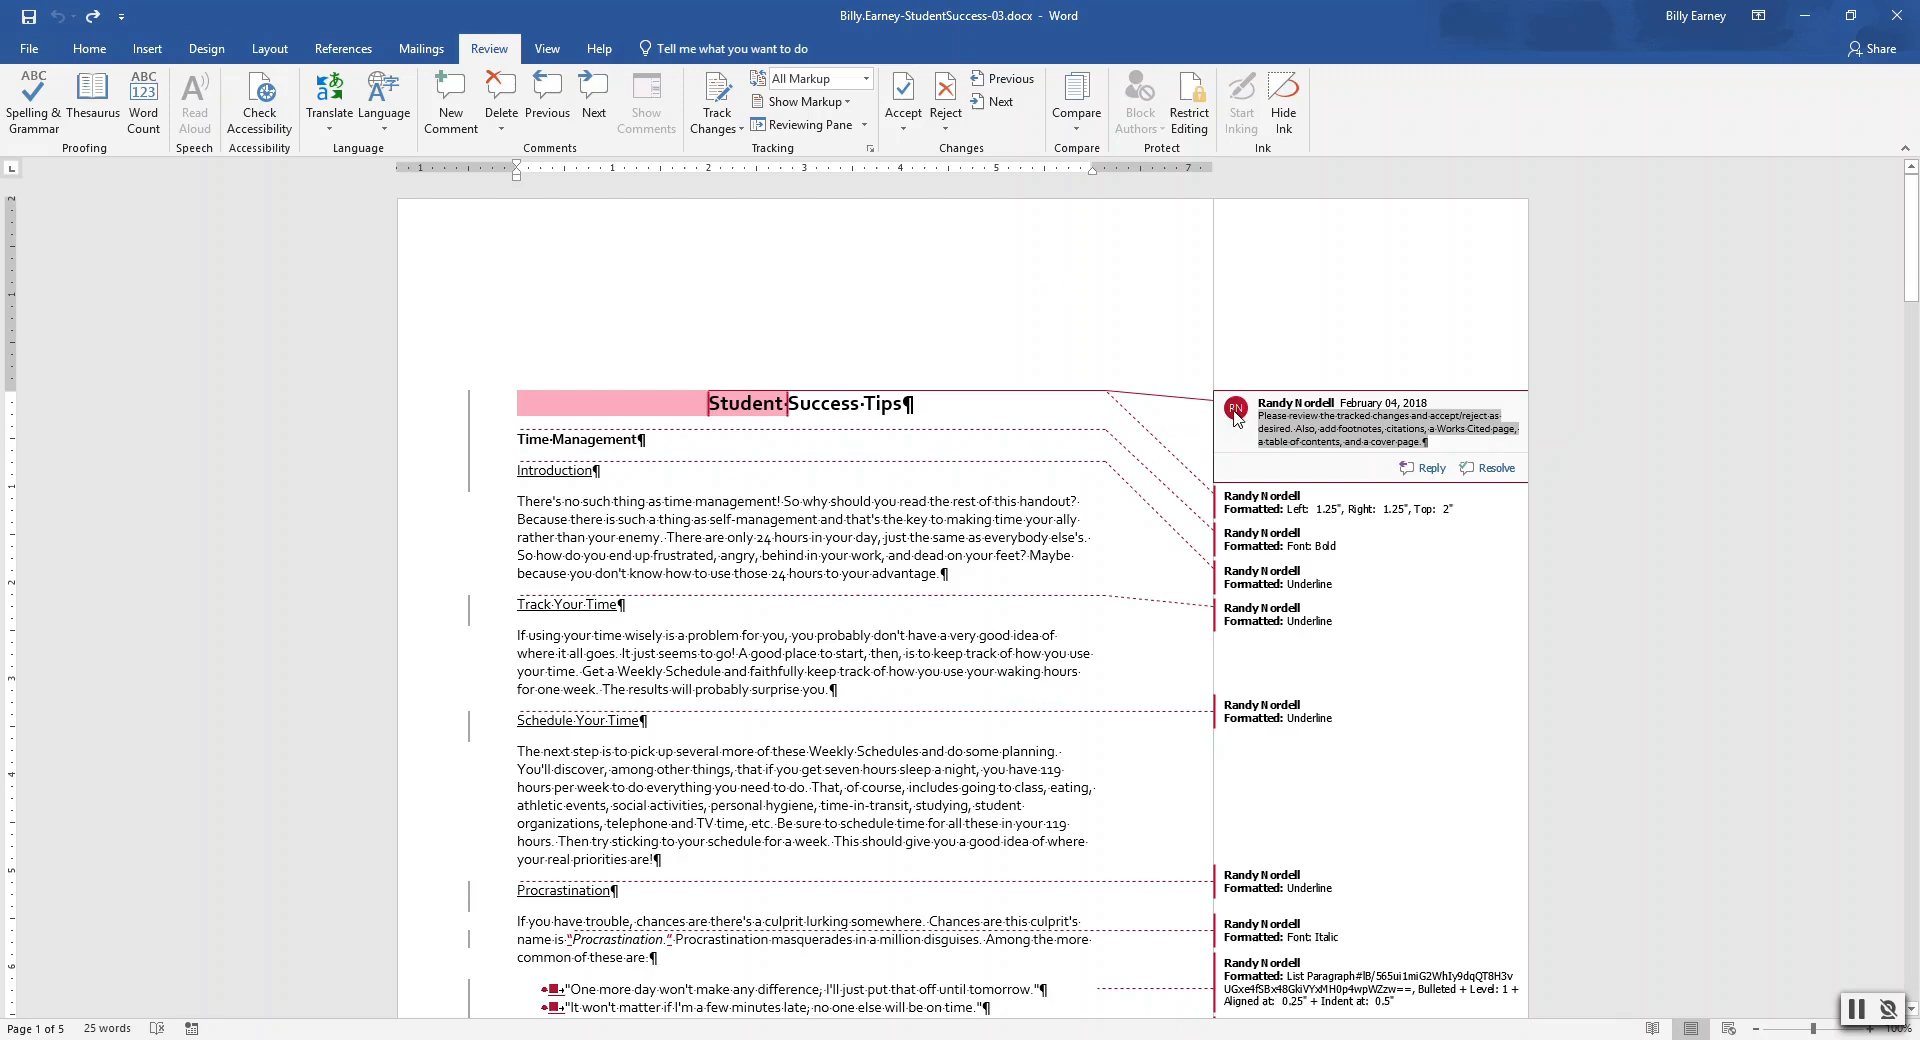 Billy.Earney-StudentSuccess-03.docx - Word
Billy Earney
File Home Insert Design Layout References Mailings Review View Help Tell me what you want to do Share
ABC Spelling & Grammar
Thesaurus
ABC 123 Word Count
Read Aloud
Check Accessibility
Translate
Language
New Comment
Delete
Previous
Next
Show Comments
Track Changes
All Markup
Show Markup
Reviewing Pane
Accept
Reject
Previous
Next
Compare
Block Authors
Restrict Editing
Start Inking
Hide Ink
Proofing Speech Accessibility Language Comments Tracking Changes Compare Protect Ink
1 1 2 3 4 5 7
2 1 1 2 3 4 5 6
Student·Success·Tips¶
Time·Management¶
Introduction¶
There's·no·such·thing·as·time·management!·So·why·should·you·read·the·rest·of·this·handout?·
Because·there·is·such·a·thing·as·self-management·and·that's·the·key·to·making·time·your·ally·
rather·than·your·enemy.·There·are·only·24·hours·in·your·day,·just·the·same·as·everybody·else's.·
So·how·do·you·end·up·frustrated,·angry,·behind·in·your·work,·and·dead·on·your·feet?·Maybe·
because·you·don't·know·how·to·use·those·24·hours·to·your·advantage.¶
Track·Your·Time¶
If·using·your·time·wisely·is·a·problem·for·you,·you·probably·don't·have·a·very·good·idea·of·
where·it·all·goes.·It·just·seems·to·go!·A·good·place·to·start,·then,·is·to·keep·track·of·how·you·use·
your·time.·Get·a·Weekly·Schedule·and·faithfully·keep·track·of·how·you·use·your·waking·hours·
for·one·week.·The·results·will·probably·surprise·you.¶
Schedule·Your·Time¶
The·next·step·is·to·pick·up·several·more·of·these·Weekly·Schedules·and·do·some·planning.·
You'll·discover,·among·other·things,·that·if·you·get·seven·hours·sleep·a·night,·you·have·119·
hours·per·week·to·do·everything·you·need·to·do.·That,·of·course,·includes·going·to·class,·eating,·
athletic·events,·social·activities,·personal·hygiene,·time-in-transit,·studying,·student·
organizations,·telephone·and·TV·time,·etc.·Be·sure·to·schedule·time·for·all·these·in·your·119·
hours.·Then·try·sticking·to·your·schedule·for·a·week.·This·should·give·you·a·good·idea·of·where·
your·real·priorities·are!¶
Procrastination¶
If·you·have·trouble,·chances·are·there's·a·culprit·lurking·somewhere.·Chances·are·this·culprit's·
name·is·“Procrastination.”·Procrastination·masquerades·in·a·million·disguises.·Among·the·more·
common·of·these·are:¶
"One·more·day·won't·make·any·difference;·I'll·just·put·that·off·until·tomorrow."¶
"It·won't·matter·if·I'm·a·few·minutes·late;·no·one·else·will·be·on·time."¶
RN
Randy Nordell February 04, 2018
Please·review·the·tracked·changes·and·accept/reject·as·
desired.·Also,·add·footnotes,·citations,·a·Works·Cited·page,·
a·table·of·contents,·and·a·cover·page.¶
Reply Resolve
Randy Nordell
Formatted: Left: 1.25", Right: 1.25", Top: 2"
Randy Nordell
Formatted: Font: Bold
Randy Nordell
Formatted: Underline
Randy Nordell
Formatted: Underline
Randy Nordell
Formatted: Underline
Randy Nordell
Formatted: Underline
Randy Nordell
Formatted: Font: Italic
Randy Nordell
Formatted: List Paragraph#lB/565ui1miG2WhIy9dqQT8H3v
UGxe4fSBx48GkiVYxMH0p4wpWZzw==, Bulleted + Level: 1 +
Aligned at: 0.25" + Indent at: 0.5"
Page 1 of 5 25 words
100%